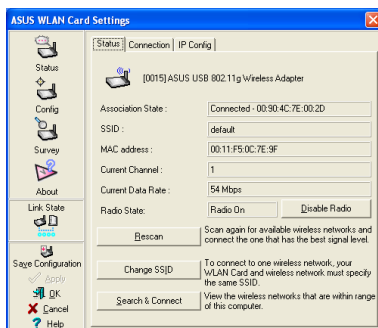 ASUS WLAN Card Settings
Status
Config
Survey
About
Link State
Save Configuration
Apply
OK
Cancel
Help
Status Connection IP Config
[0015] ASUS USB 802.11g Wireless Adapter
Association State : Connected - 00:90:4C:7E:00:2D
SSID : default
MAC address : 00:11:F5:0C:7E:9F
Current Channel : 1
Current Data Rate : 54 Mbps
Radio State: Radio On Disable Radio
Rescan
Scan again for available wireless networks and
connect the one that has the best signal level.
Change SSID
To connect to one wireless network, your
WLAN Card and wireless network must specify
the same SSID.
Search & Connect
View the wireless networks that are within range
of this computer.